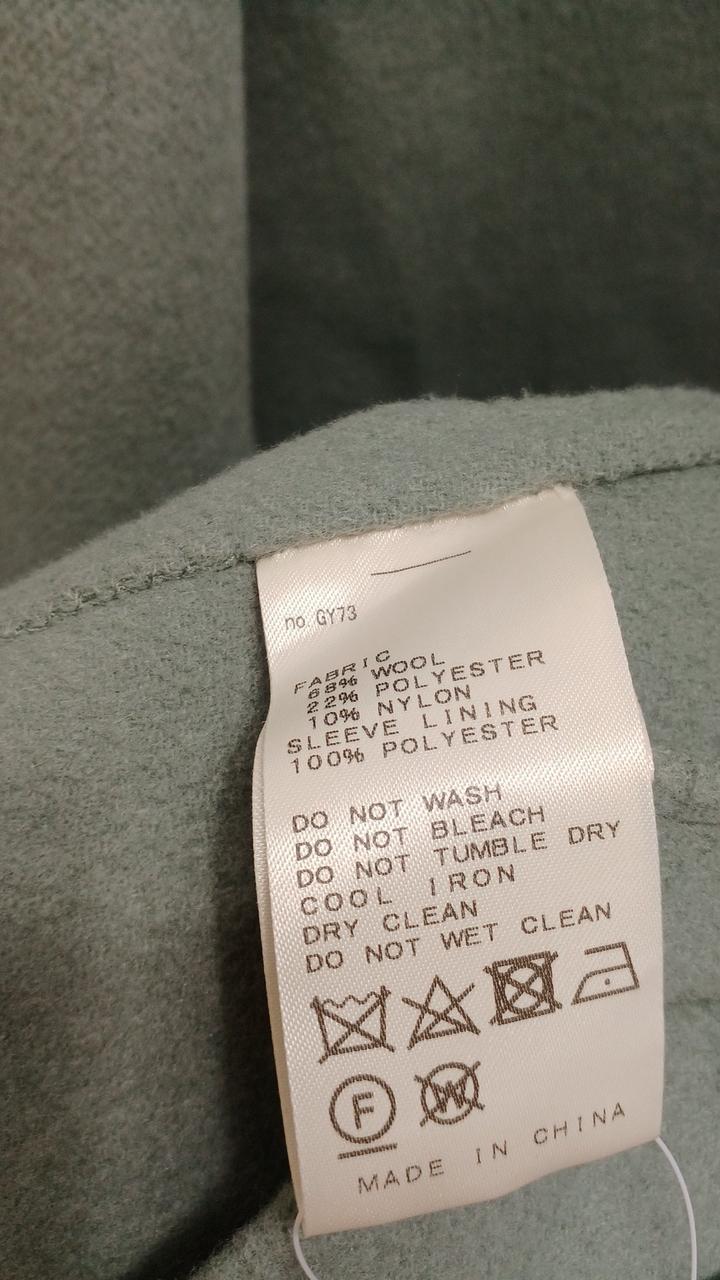 no GY73
FABRIC
68% WOOL
22% POLYESTER
10% NYLON
SLEEVE LINING
100% POLYESTER
DO NOT WASH
DO NOT BLEACH
DO NOT TUMBLE DRY
COOL IRON
DRY CLEAN
DO NOT WET CLEAN
F W
MADE IN CHINA